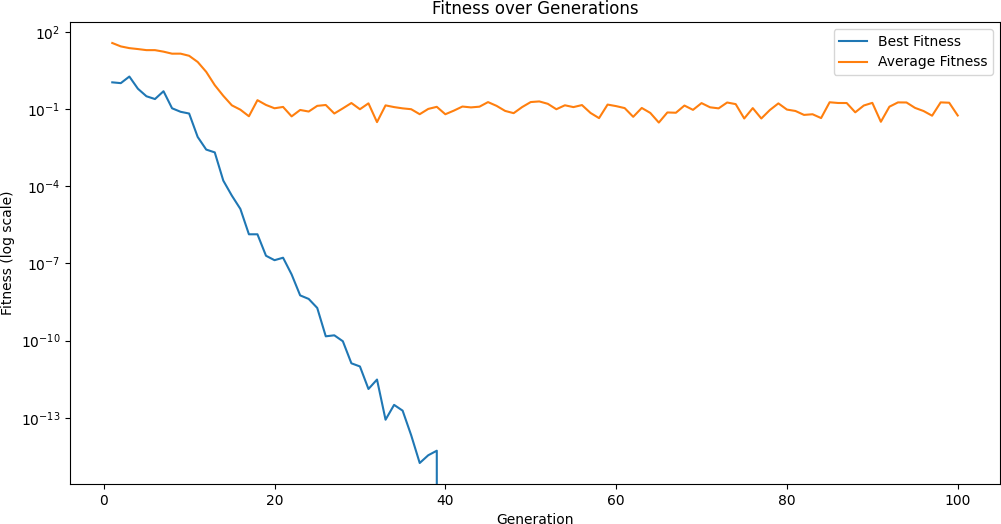 Fitness over Generations
Best Fitness
Average Fitness
10²
10⁻¹
10⁻⁴
10⁻⁷
10⁻¹⁰
10⁻¹³
Fitness (log scale)
0 20 40 60 80 100
Generation